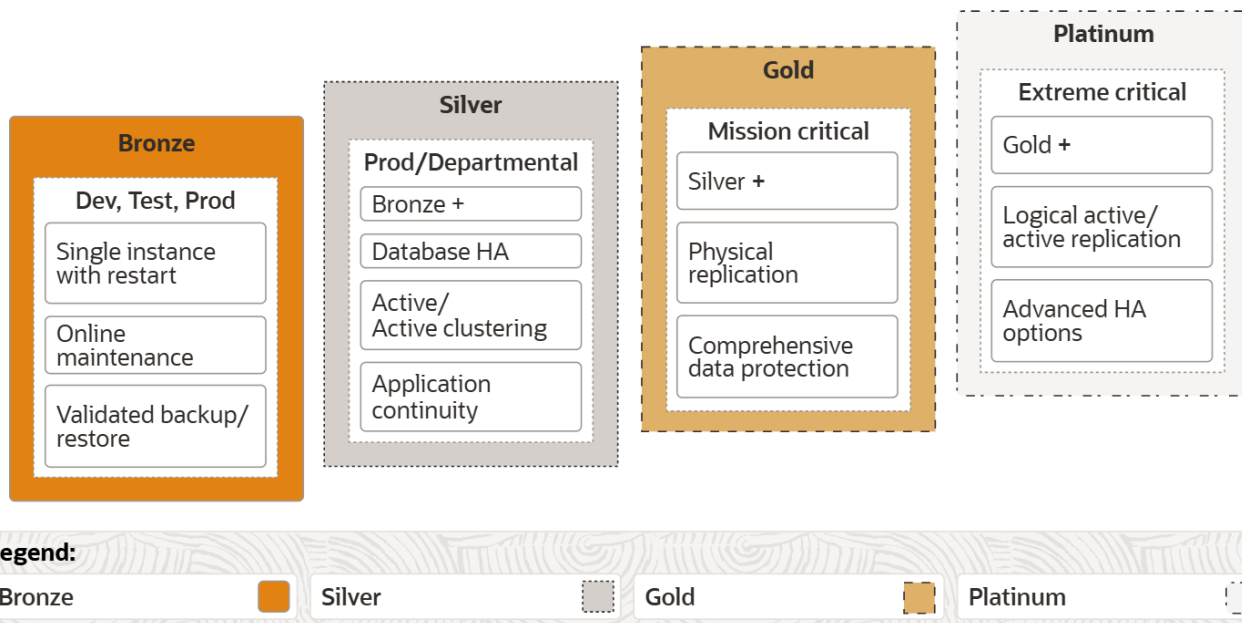 Bronze
Dev, Test, Prod
Single instance
with restart
Online
maintenance
Validated backup/
restore
Silver
Prod/Departmental
Bronze +
Database HA
Active/
Active clustering
Application
continuity
Gold
Mission critical
Silver +
Physical
replication
Comprehensive
data protection
Platinum
Extreme critical
Gold +
Logical active/
active replication
Advanced HA
options
egend:
Bronze
Silver
Gold
Platinum